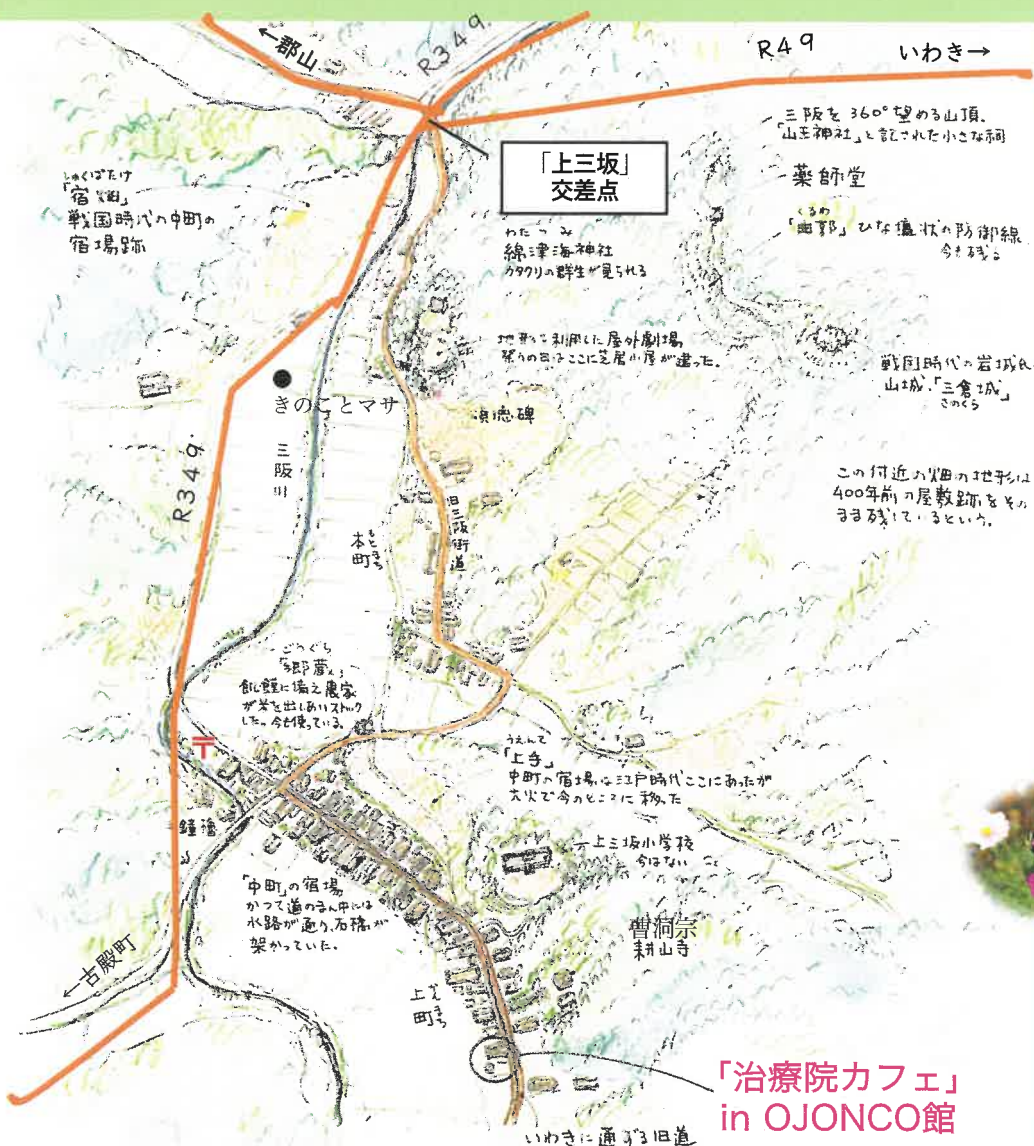 ←郡山
R349
R49
いわき→
「上三坂」
交差点
三阪を360°望める山頂。
「山王神社」と記された小さな祠
薬師堂
くるわ
「曲郭」ひな壇状の防御線
今も残る
しゅくばたけ
「宿畑」
戦国時代の中町の
宿場跡
わたつみ
綿津海神社
カタクリの群生が見られる
地形を利用した屋外劇場
祭りの日はここに芝居小屋が建った。
戦国時代の岩城氏
山城、「三倉城」
さのくら
きのことマサ
頌徳碑
この付近の畑の地形は
400年前の屋敷跡をその
まま残しているという。
R349
三阪川
旧三阪街道
もとまち
本町
ごうぐら
「郷蔵」
飢饉に備え農家
が米を出しあいストック
した。今も使っている。
〒
うえんで
「上手」
中町の宿場は江戸時代ここにあったが
大火で今のところに移った
鐘撞
上三坂小学校
今はない
「中町」の宿場
かつて道のまん中には
水路が通り、石橋が
架かっていた。
曹洞宗
耕山寺
←古殿町
上町
「治療院カフェ」
in OJONCO館
いわきに通ずる旧道